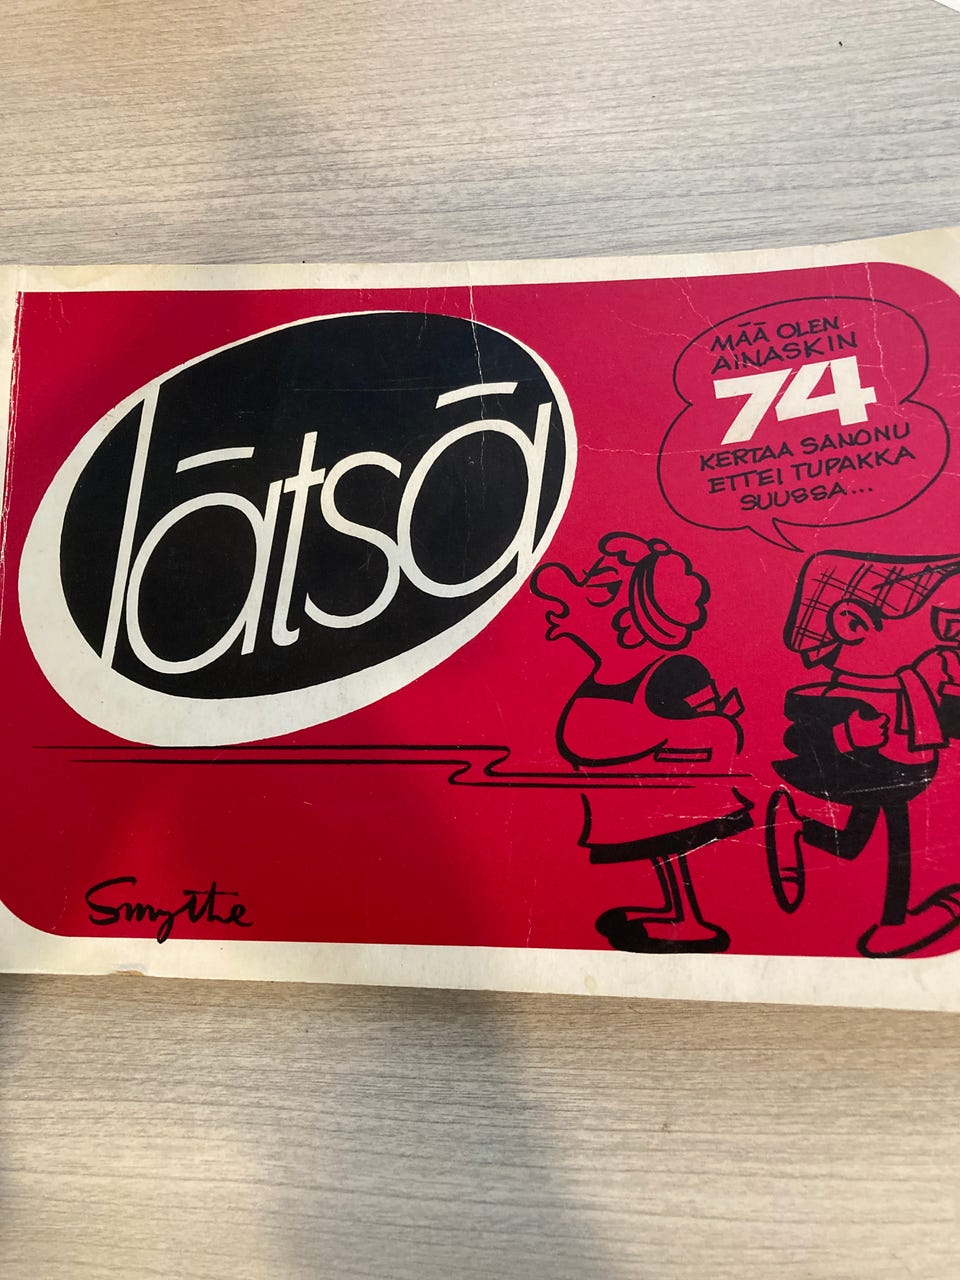 lätsä
MÄÄ OLEN
AINASKIN
74
KERTAA SANONU
ETTEI TUPAKKA
SUUSSA...
Smythe